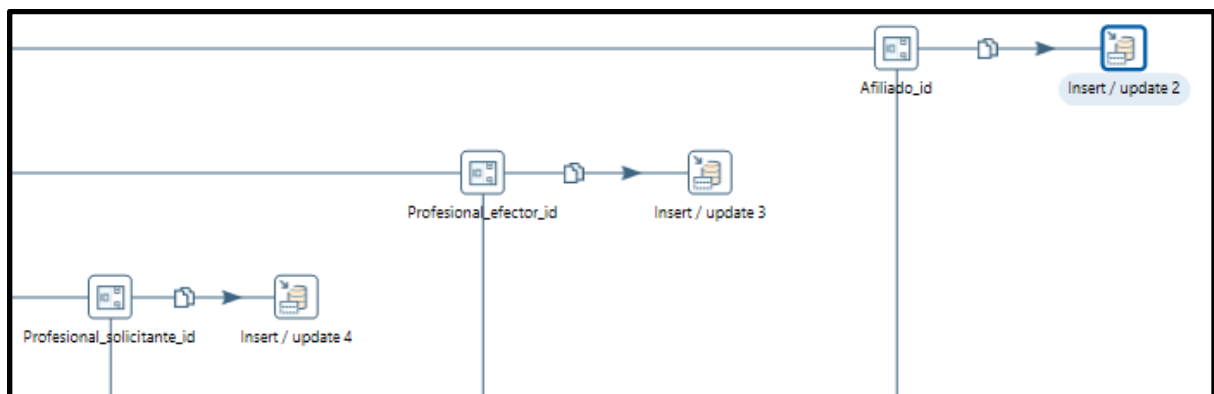 Afiliado_id
Insert / update 2
Profesional_efector_id
Insert / update 3
Profesional_solicitante_id
Insert / update 4